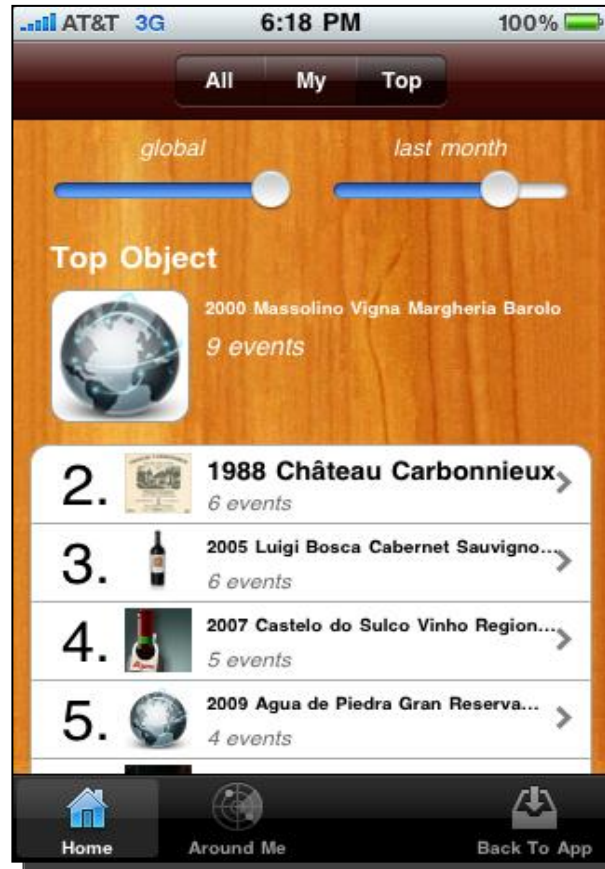 AT&T 3G 6:18 PM 100%
All My Top
global last month
Top Object
2000 Massolino Vigna Margheria Barolo
9 events
2. 1988 Château Carbonnieux
6 events
3. 2005 Luigi Bosca Cabernet Sauvigno...
6 events
4. 2007 Castelo do Sulco Vinho Region...
5 events
5. 2009 Agua de Piedra Gran Reserva...
4 events
Home Around Me Back To App